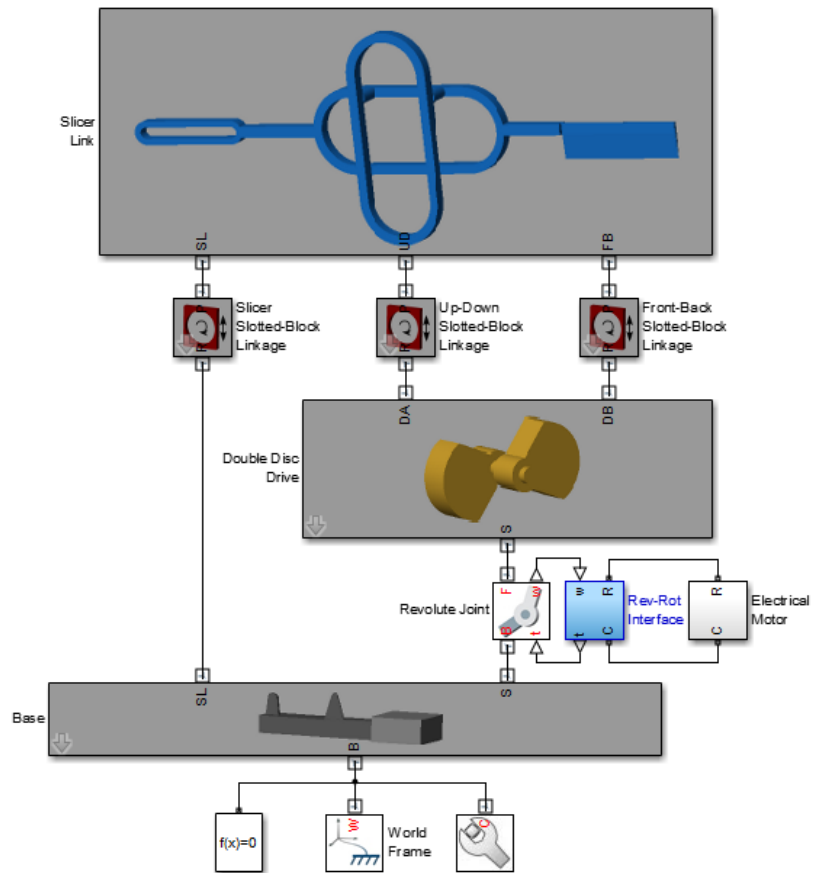 Slicer
Link
SL
UD
FB
Slicer
Slotted-Block
Linkage
Up-Down
Slotted-Block
Linkage
Front-Back
Slotted-Block
Linkage
R
R
R
DA
DB
Double Disc
Drive
S
F
w
w
R
R
Revolute Joint
Rev-Rot
Interface
Electrical
Motor
B
t
t
C
C
SL
S
Base
B
f(x)=0
W
World
Frame
C